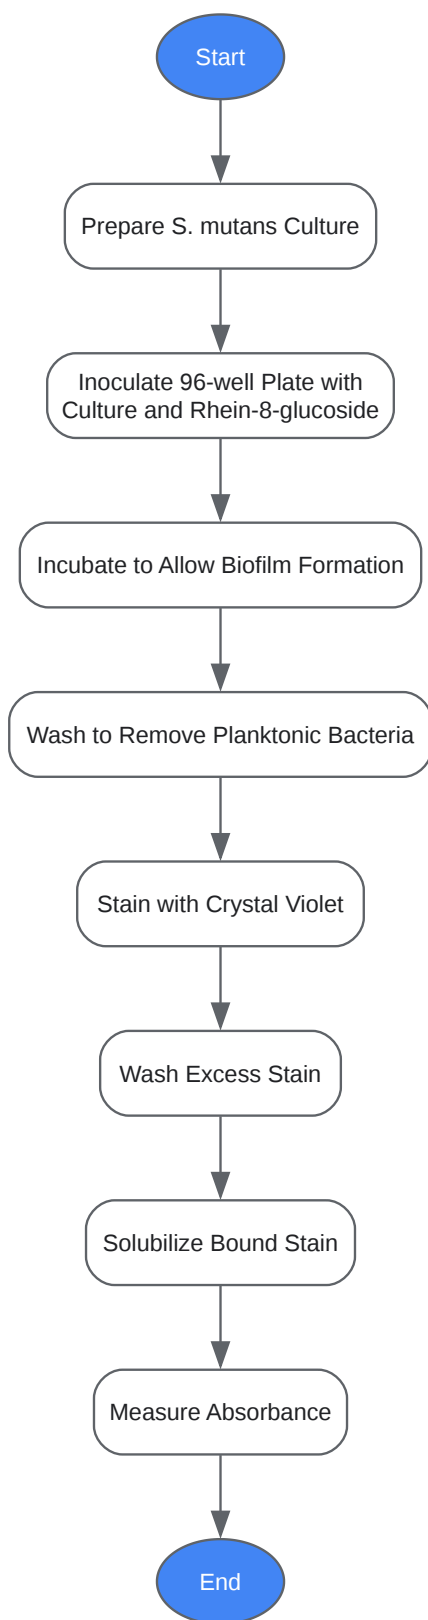 Start
Prepare S. mutans Culture
Inoculate 96-well Plate with
Culture and Rhein-8-glucoside
Incubate to Allow Biofilm Formation
Wash to Remove Planktonic Bacteria
Stain with Crystal Violet
Wash Excess Stain
Solubilize Bound Stain
Measure Absorbance
End